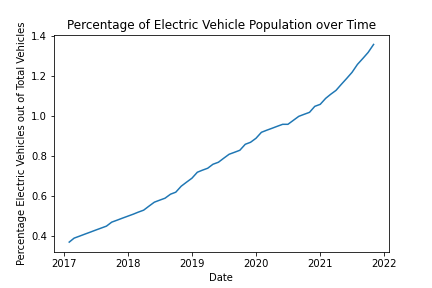 Percentage of Electric Vehicle Population over Time
Percentage Electric Vehicles out of Total Vehicles
1.4
1.2
1.0
0.8
0.6
0.4
2017 2018 2019 2020 2021 2022
Date